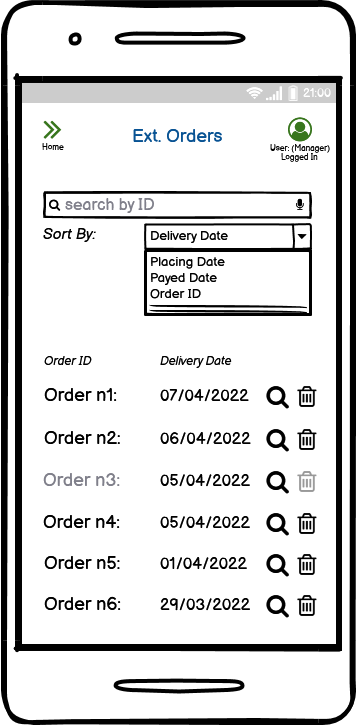 21:00
Home
Ext. Orders
User: (Manager)
Logged In
search by ID
Sort By:
Delivery Date
Placing Date
Payed Date
Order ID
Order ID Delivery Date
Order n1: 07/04/2022
Order n2: 06/04/2022
Order n3: 05/04/2022
Order n4: 05/04/2022
Order n5: 01/04/2022
Order n6: 29/03/2022